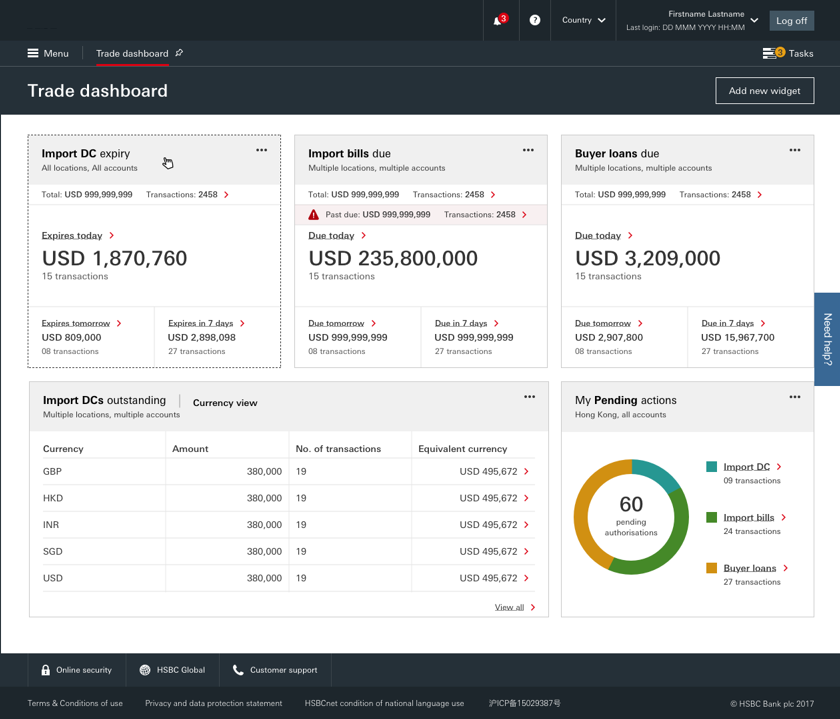 3
?
Country
Firstname Lastname
Last login: DD MMM YYYY HH:MM
Log off
Menu
Trade dashboard
3 Tasks
Trade dashboard
Add new widget
Import DC expiry
All locations, All accounts
Total: USD 999,999,999 Transactions: 2458
Expires today
USD 1,870,760
15 transactions
Expires tomorrow
USD 809,000
08 transactions
Expires in 7 days
USD 2,898,098
27 transactions
Import bills due
Multiple locations, multiple accounts
Total: USD 999,999,999 Transactions: 2458
Past due: USD 999,999,999 Transactions: 2458
Due today
USD 235,800,000
15 transactions
Due tomorrow
USD 999,999,999
08 transactions
Due in 7 days
USD 999,999,999
27 transactions
Buyer loans due
Multiple locations, multiple accounts
Total: USD 999,999,999 Transactions: 2458
Due today
USD 3,209,000
15 transactions
Due tomorrow
USD 2,907,800
08 transactions
Due in 7 days
USD 15,967,700
27 transactions
Need help?
Import DCs outstanding Currency view
Multiple locations, multiple accounts
Currency Amount No. of transactions Equivalent currency
GBP 380,000 19 USD 495,672
HKD 380,000 19 USD 495,672
INR 380,000 19 USD 495,672
SGD 380,000 19 USD 495,672
USD 380,000 19 USD 495,672
View all
My Pending actions
Hong Kong, all accounts
60
pending
authorisations
Import DC
09 transactions
Import bills
24 transactions
Buyer loans
27 transactions
Online security
HSBC Global
Customer support
Terms & Conditions of use Privacy and data protection statement HSBCnet condition of national language use 沪ICP备15029387号 © HSBC Bank plc 2017